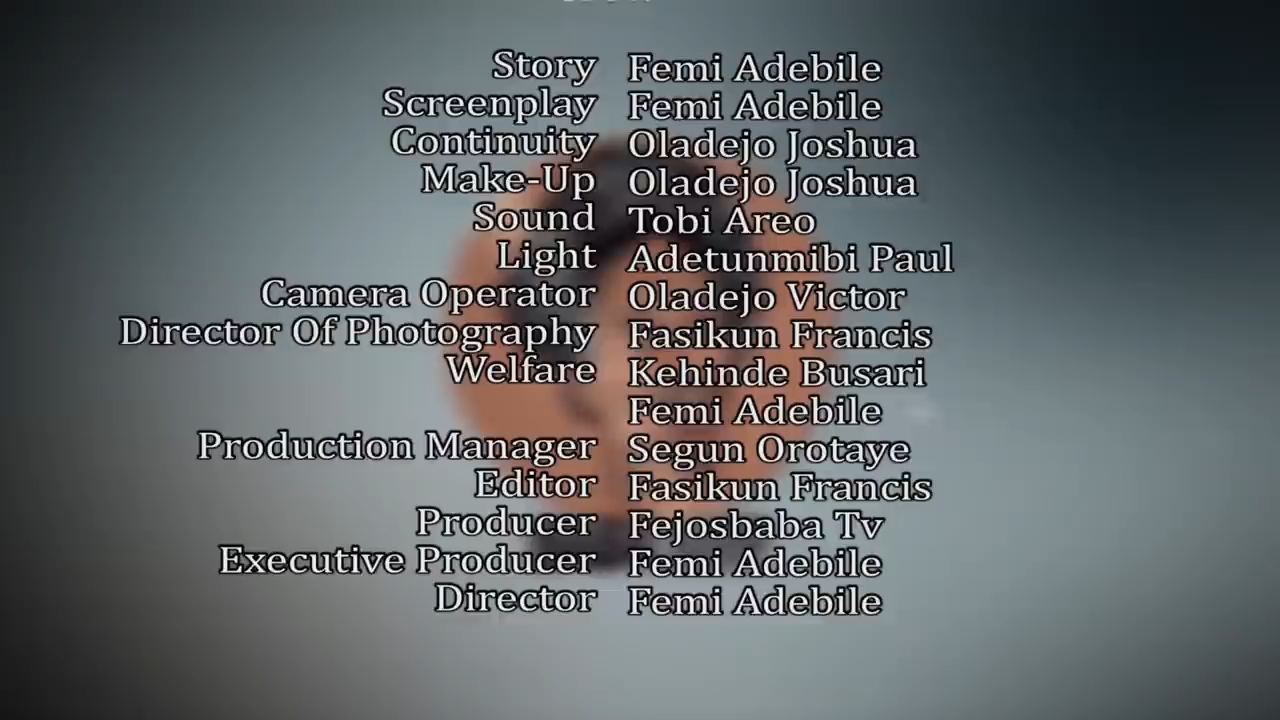 Story Femi Adebile
Screenplay Femi Adebile
Continuity Oladejo Joshua
Make-Up Oladejo Joshua
Sound Tobi Areo
Light Adetunmibi Paul
Camera Operator Oladejo Victor
Director Of Photography Fasikun Francis
Welfare Kehinde Busari
Femi Adebile
Production Manager Segun Orotaye
Editor Fasikun Francis
Producer Fejosbaba Tv
Executive Producer Femi Adebile
Director Femi Adebile